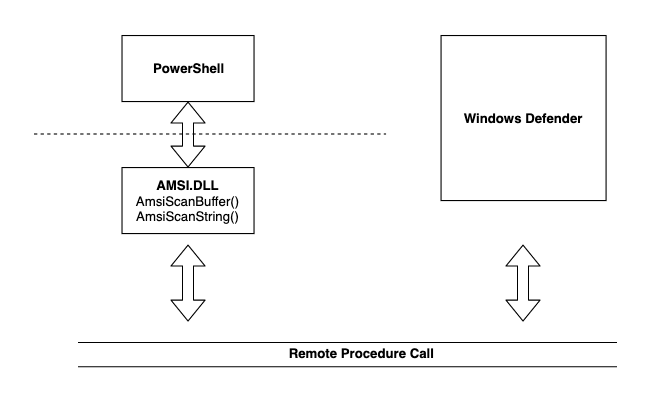 PowerShell
Windows Defender
AMSI.DLL
AmsiScanBuffer()
AmsiScanString()
Remote Procedure Call